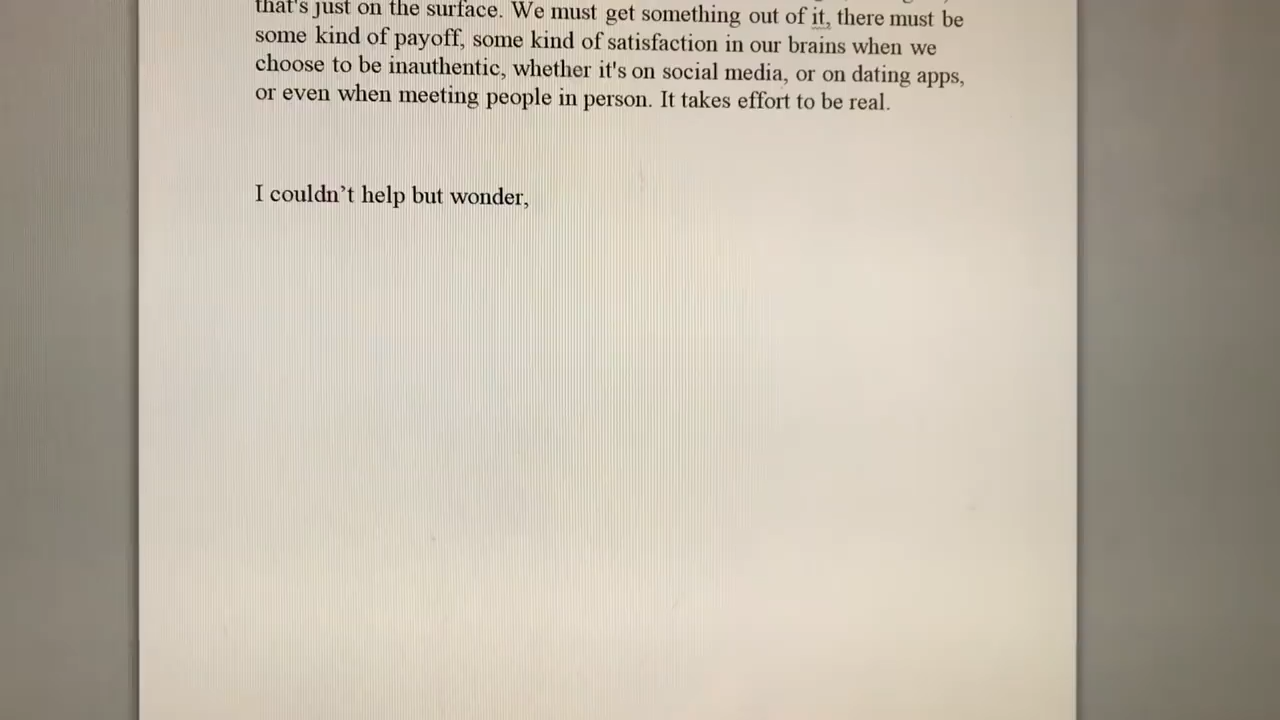 that's just on the surface. We must get something out of it, there must be
some kind of payoff, some kind of satisfaction in our brains when we
choose to be inauthentic, whether it's on social media, or on dating apps,
or even when meeting people in person. It takes effort to be real.
I couldn’t help but wonder,